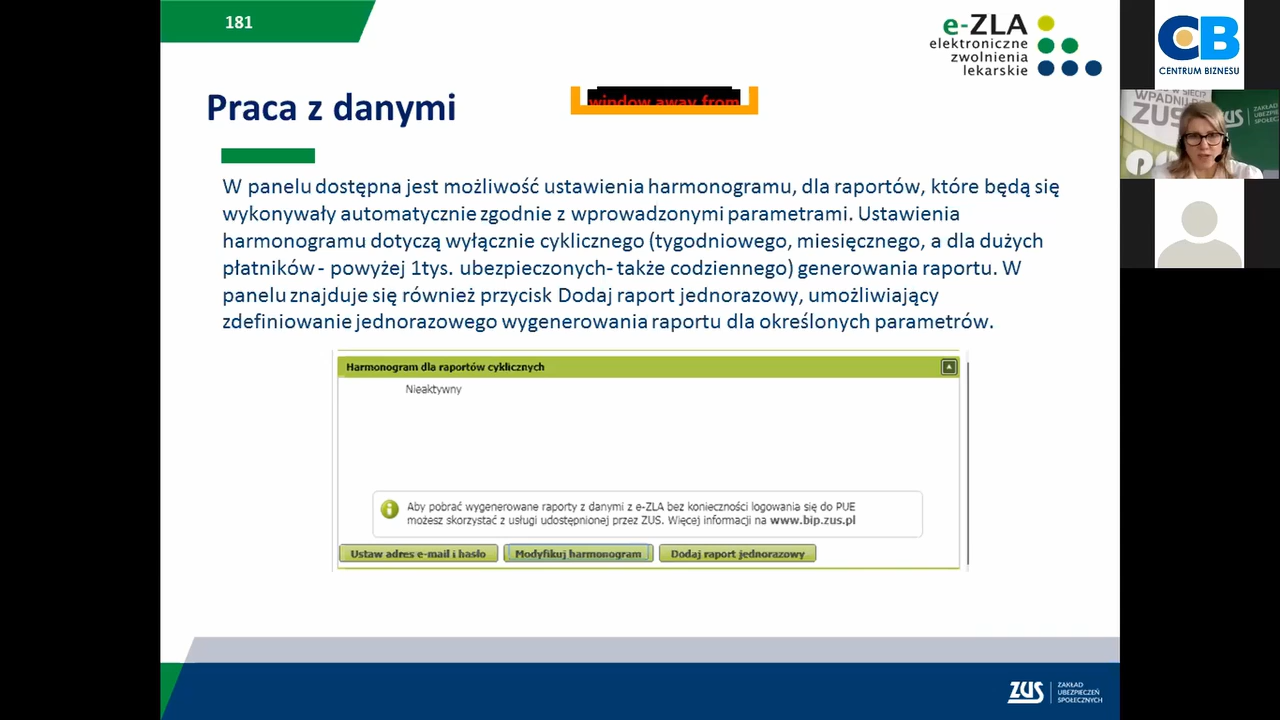 181
e-ZLA
elektroniczne
zwolnienia
lekarskie
Praca z danymi
window away from
W panelu dostępna jest możliwość ustawienia harmonogramu, dla raportów, które będą się
wykonywały automatycznie zgodnie z wprowadzonymi parametrami. Ustawienia
harmonogramu dotyczą wyłącznie cyklicznego (tygodniowego, miesięcznego, a dla dużych
płatników - powyżej 1tys. ubezpieczonych- także codziennego) generowania raportu. W
panelu znajduje się również przycisk Dodaj raport jednorazowy, umożliwiający
zdefiniowanie jednorazowego wygenerowania raportu dla określonych parametrów.
Harmonogram dla raportów cyklicznych
Nieaktywny
Aby pobrać wygenerowane raporty z danymi z e-ZLA bez konieczności logowania się do PUE
możesz skorzystać z usługi udostępnionej przez ZUS. Więcej informacji na www.bip.zus.pl
Ustaw adres e-mail i hasło
Modyfikuj harmonogram
Dodaj raport jednorazowy
ZUS
ZAKŁAD
UBEZPIECZEŃ
SPOŁECZNYCH
CB
CENTRUM BIZNESU
WPADNIJ DO
ZUS